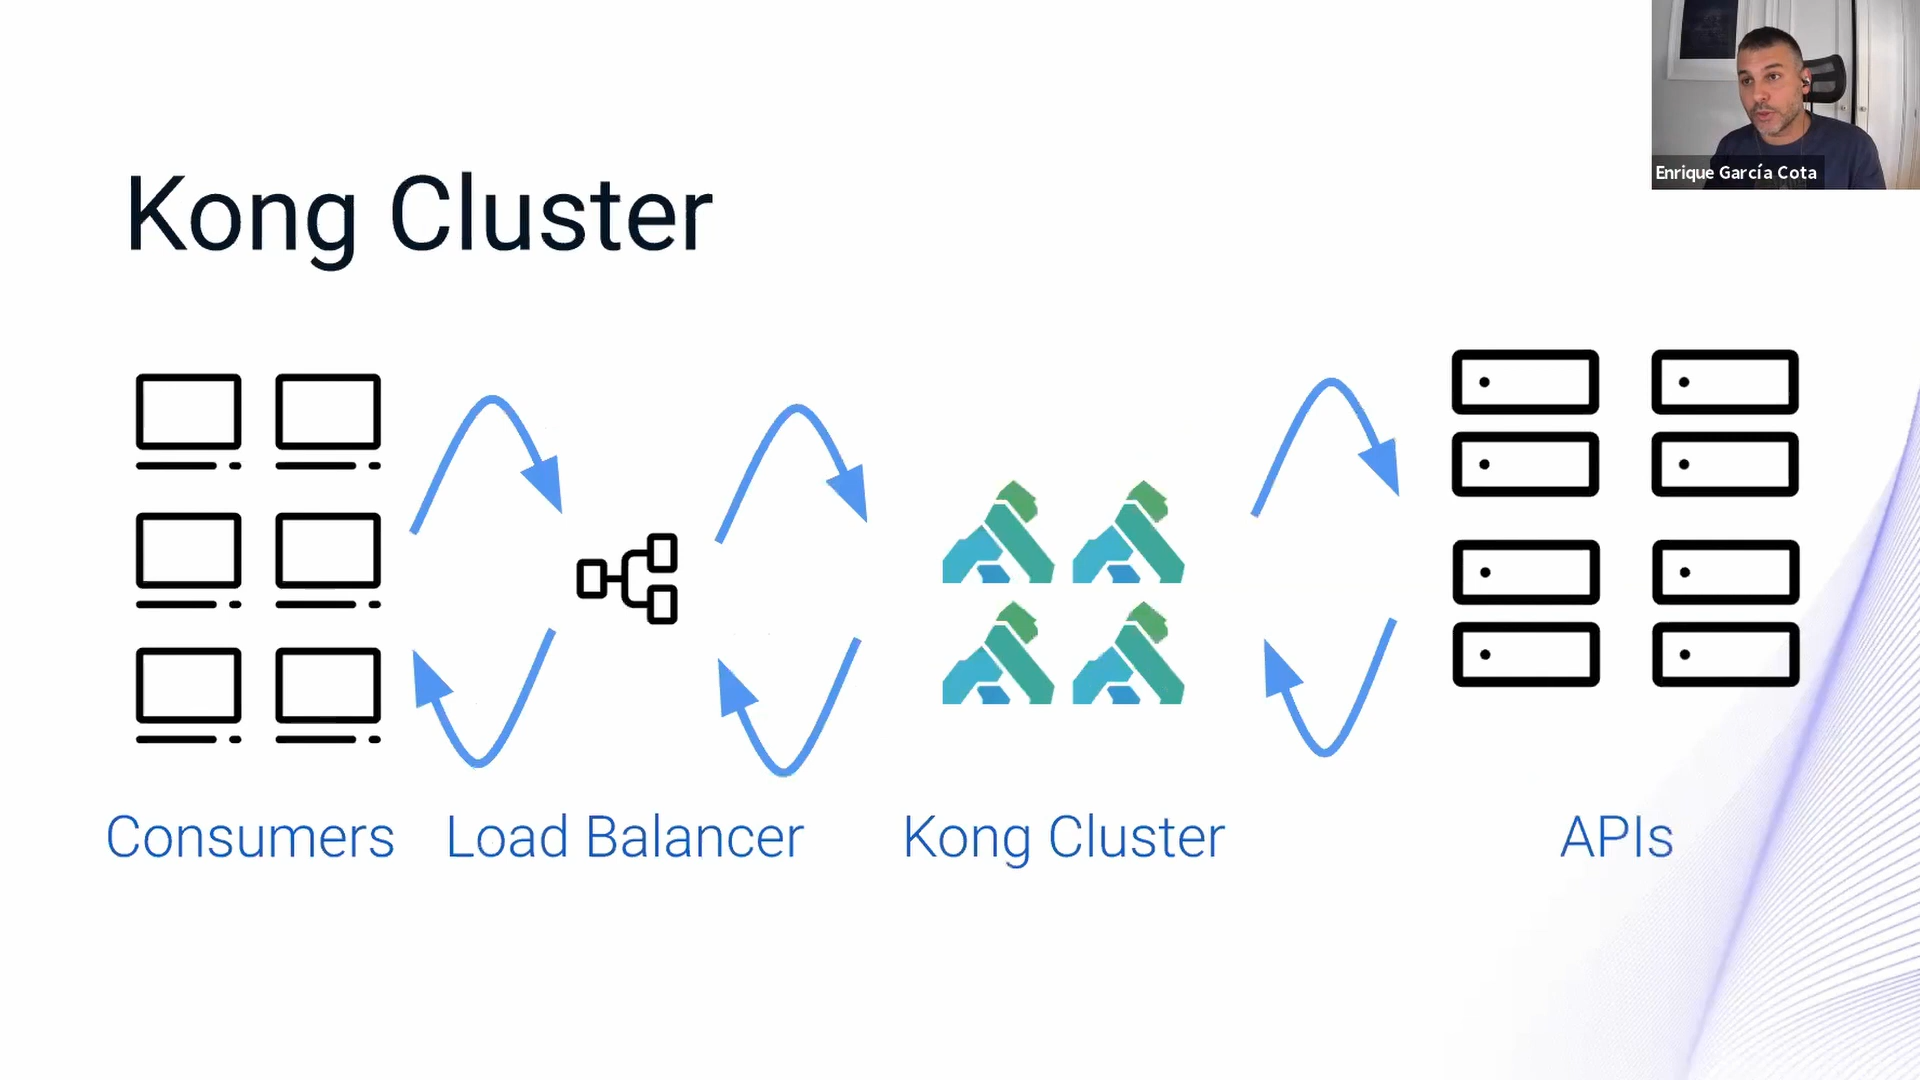 Enrique García Cota
Kong Cluster
Consumers
Load Balancer
Kong Cluster
APIs